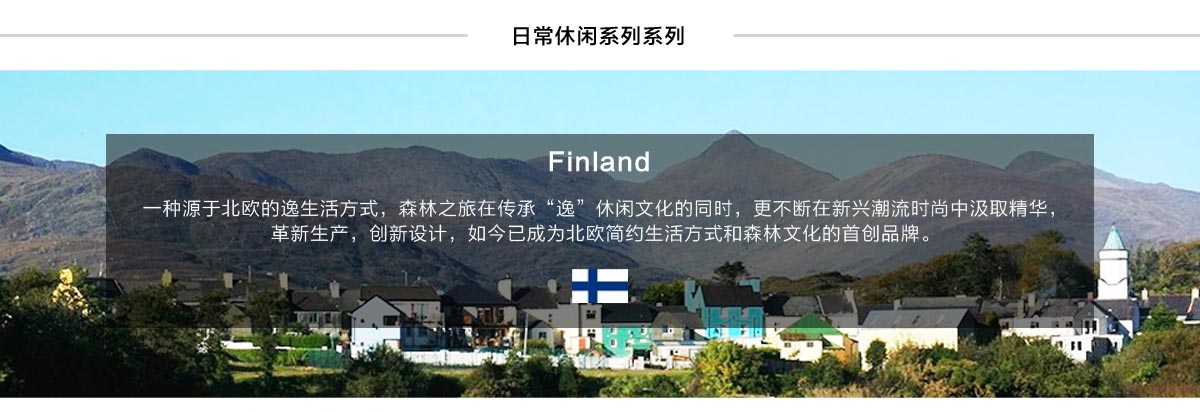 日常休闲系列系列
Finland
一种源于北欧的逸生活方式，森林之旅在传承“逸”休闲文化的同时，更不断在新兴潮流时尚中汲取精华，
革新生产，创新设计，如今已成为北欧简约生活方式和森林文化的首创品牌。